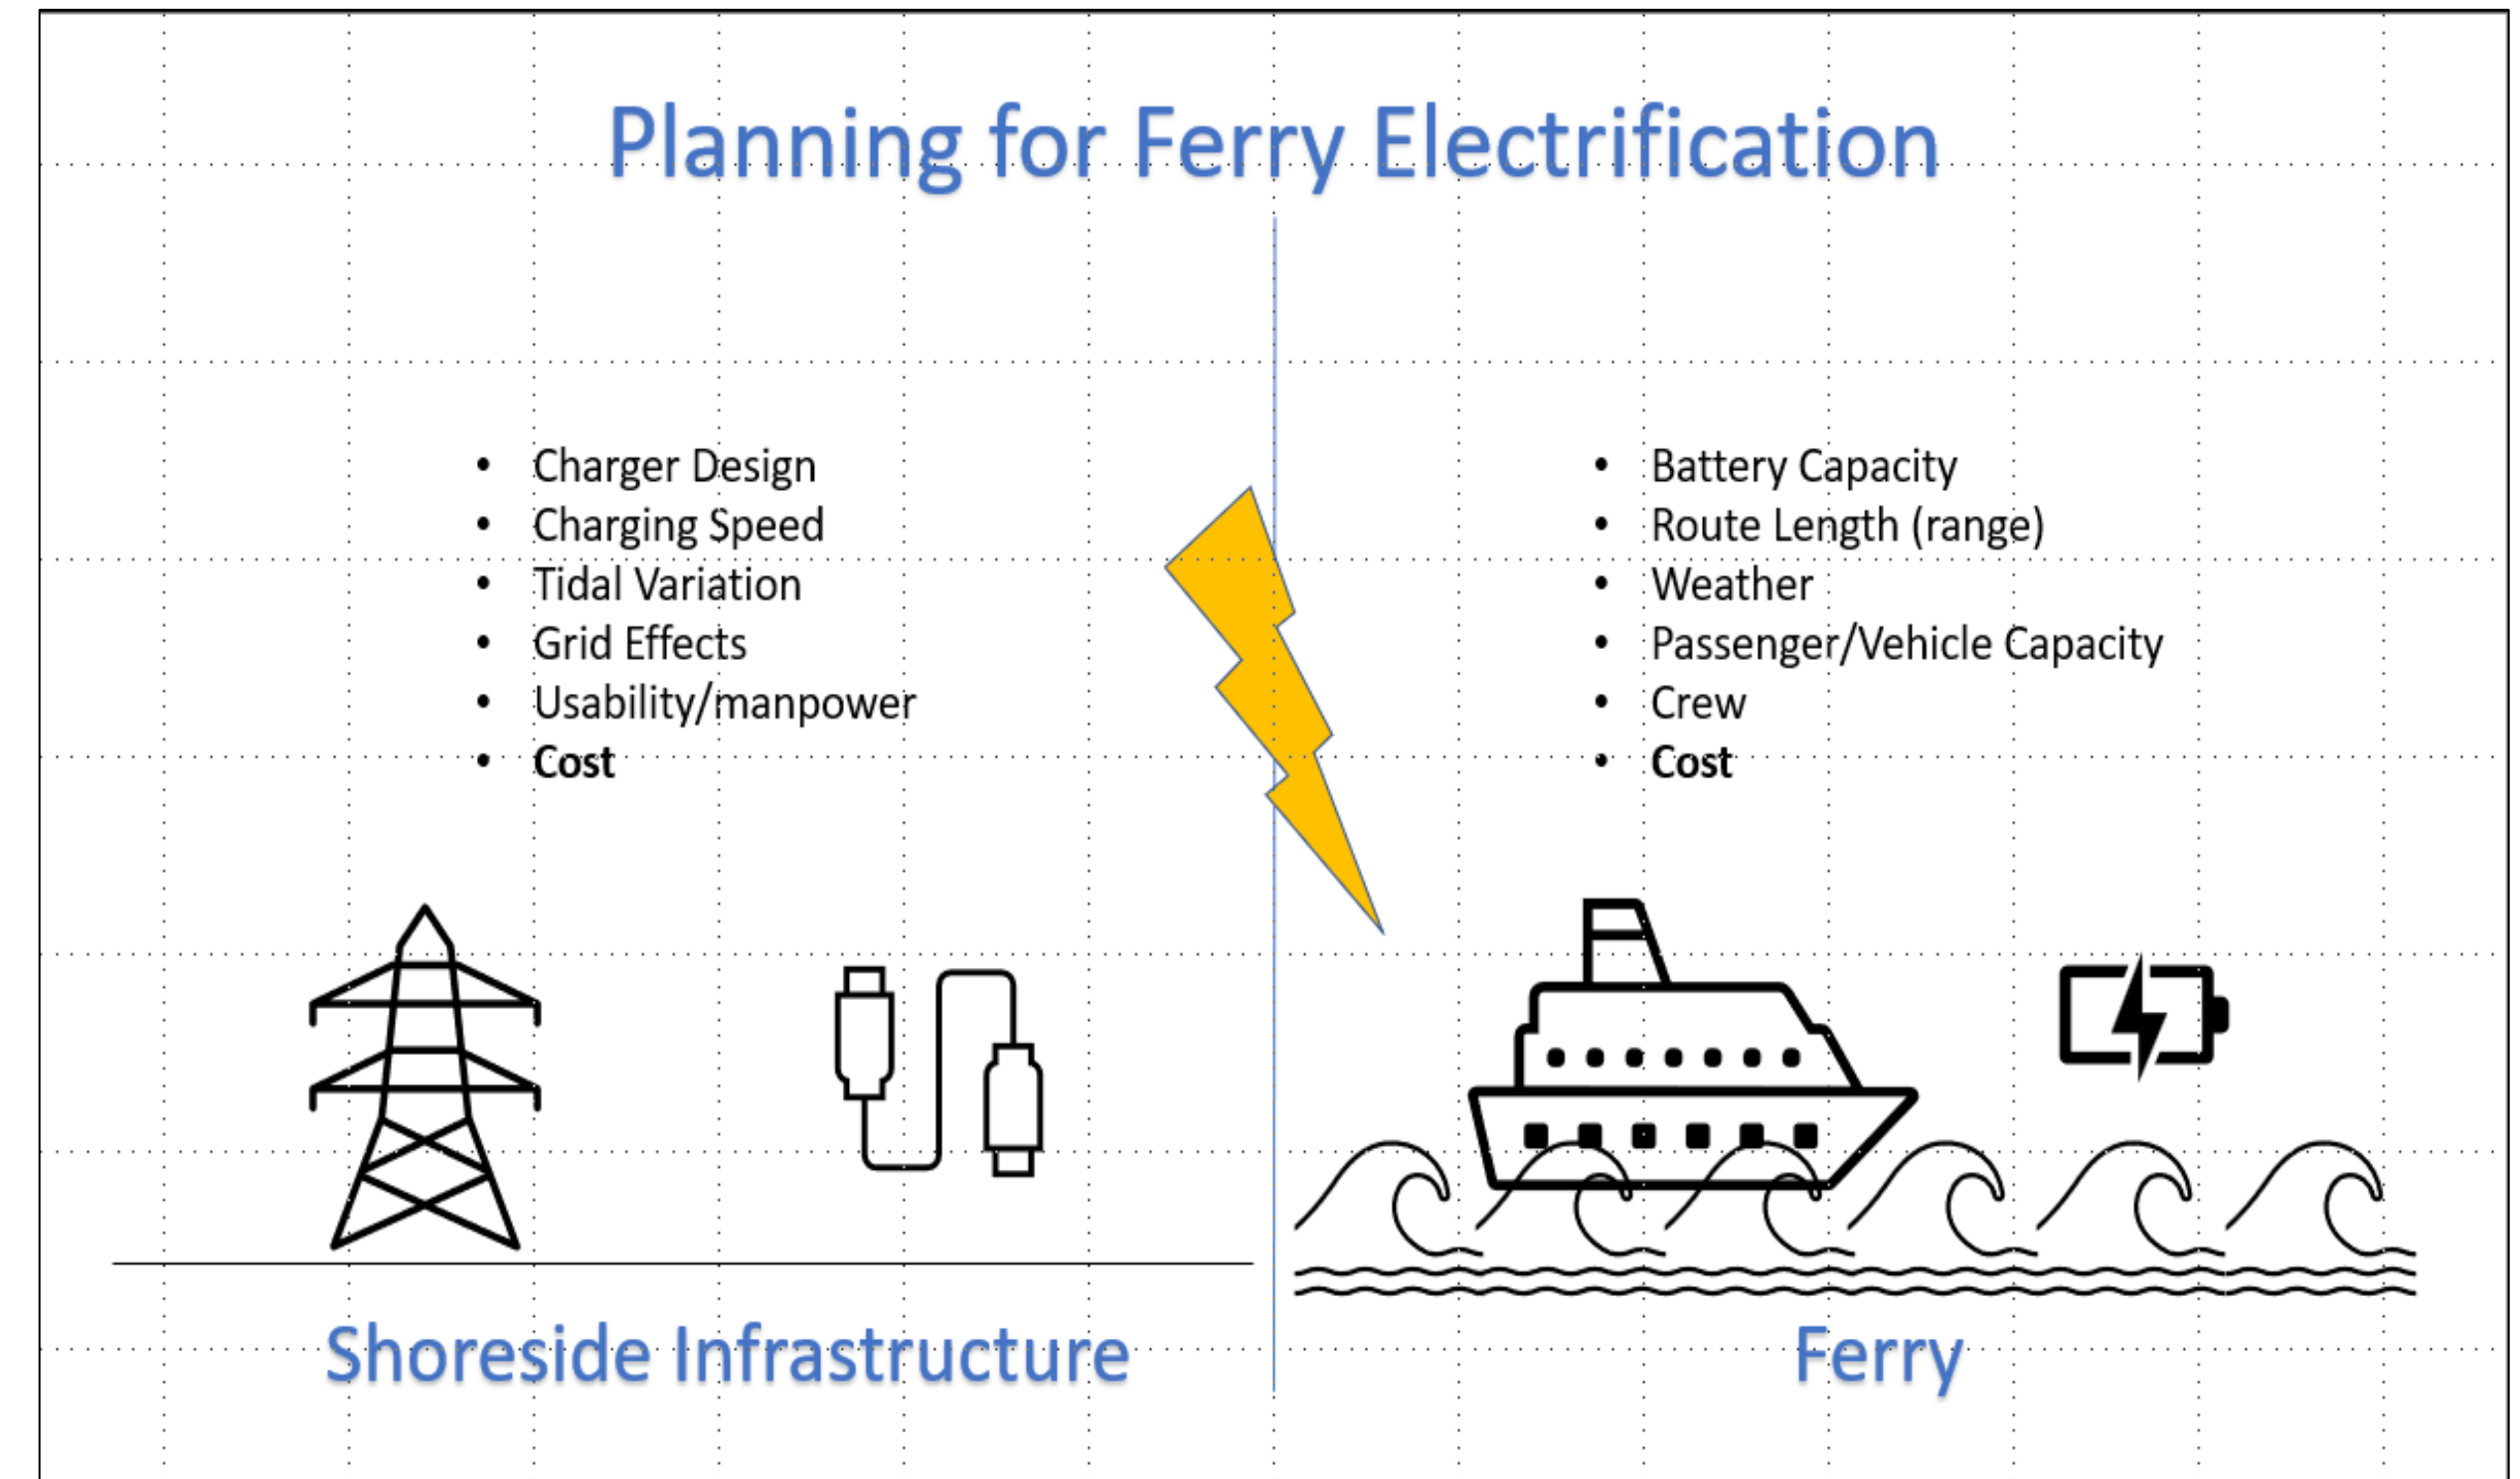 Planning for Ferry Electrification
• Charger Design
• Charging Speed
• Tidal Variation
• Grid Effects
• Usability/manpower
• Cost
• Battery Capacity
• Route Length (range)
• Weather
• Passenger/Vehicle Capacity
• Crew
• Cost
Shoreside Infrastructure
Ferry